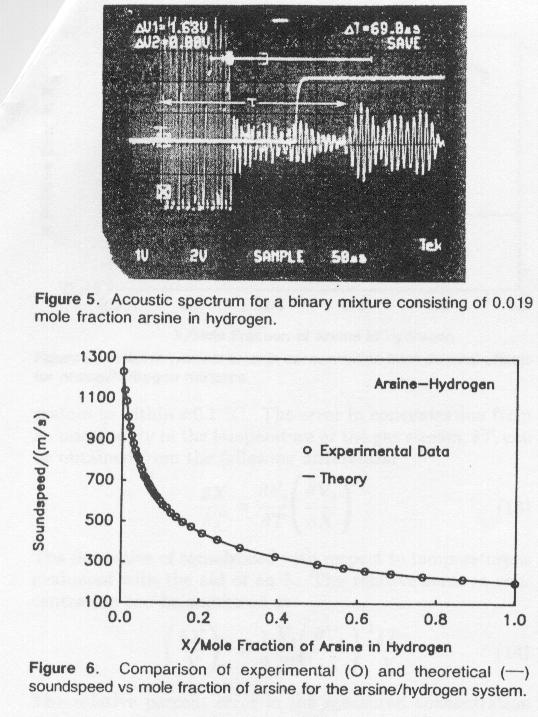 ΔV1=1.68V ΔT=69.0us
ΔV2=0.00V SAVE
T
1V 2V SAMPLE 50us Tek
Figure 5. Acoustic spectrum for a binary mixture consisting of 0.019
mole fraction arsine in hydrogen.
1300
1100
900
700
500
300
100
Soundspeed/(m/s)
Arsine-Hydrogen
Experimental Data
Theory
0.0 0.2 0.4 0.6 0.8 1.0
X/Mole Fraction of Arsine in Hydrogen
Figure 6. Comparison of experimental (O) and theoretical (—)
soundspeed vs mole fraction of arsine for the arsine/hydrogen system.